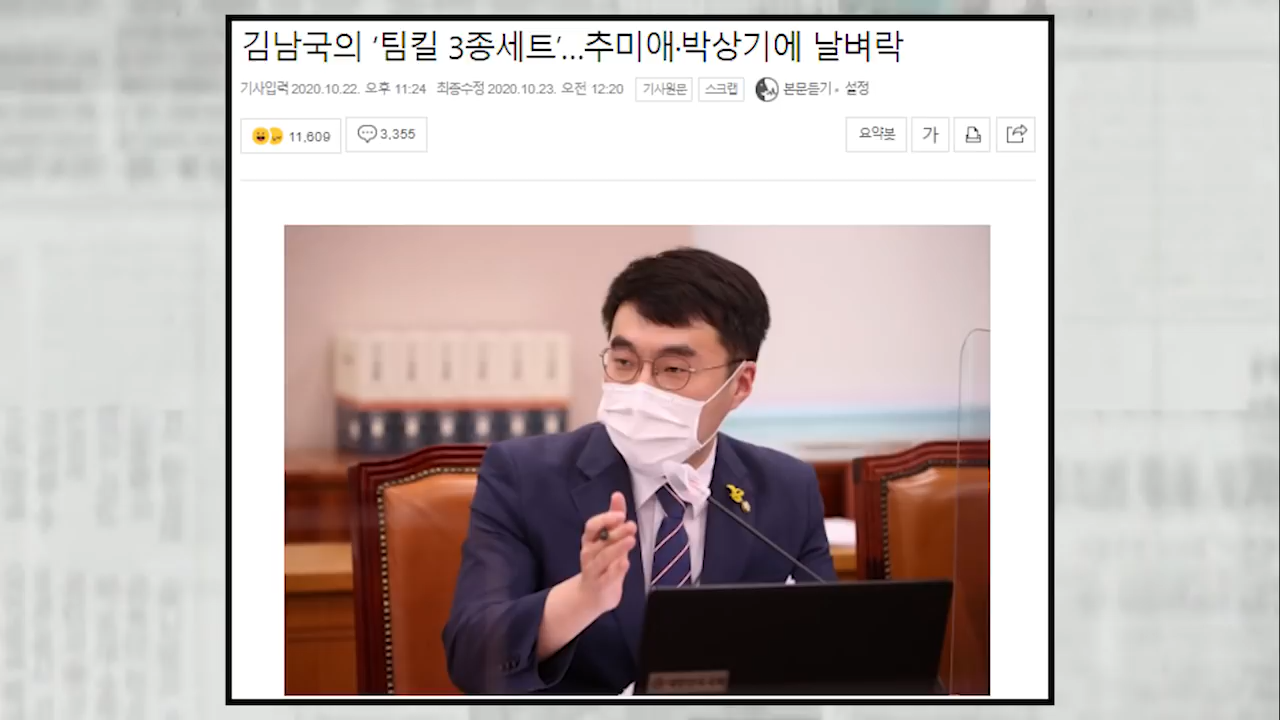 김남국의 ‘팀킬 3종세트’…추미애·박상기에 날벼락
기사입력 2020.10.22. 오후 11:24 최종수정 2020.10.23. 오전 12:20 기사원문 스크랩 본문듣기 · 설정
11,609 3,355 요약봇 가